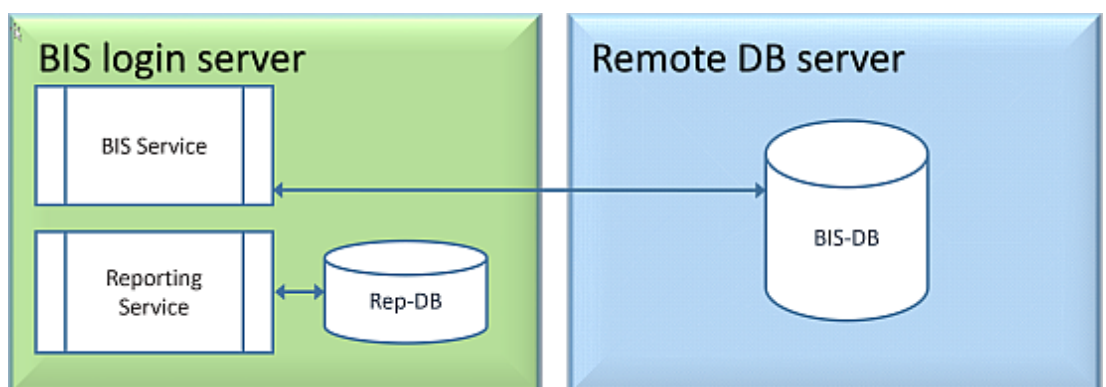 BIS login server
BIS Service
Reporting
Service
Rep-DB
Remote DB server
BIS-DB